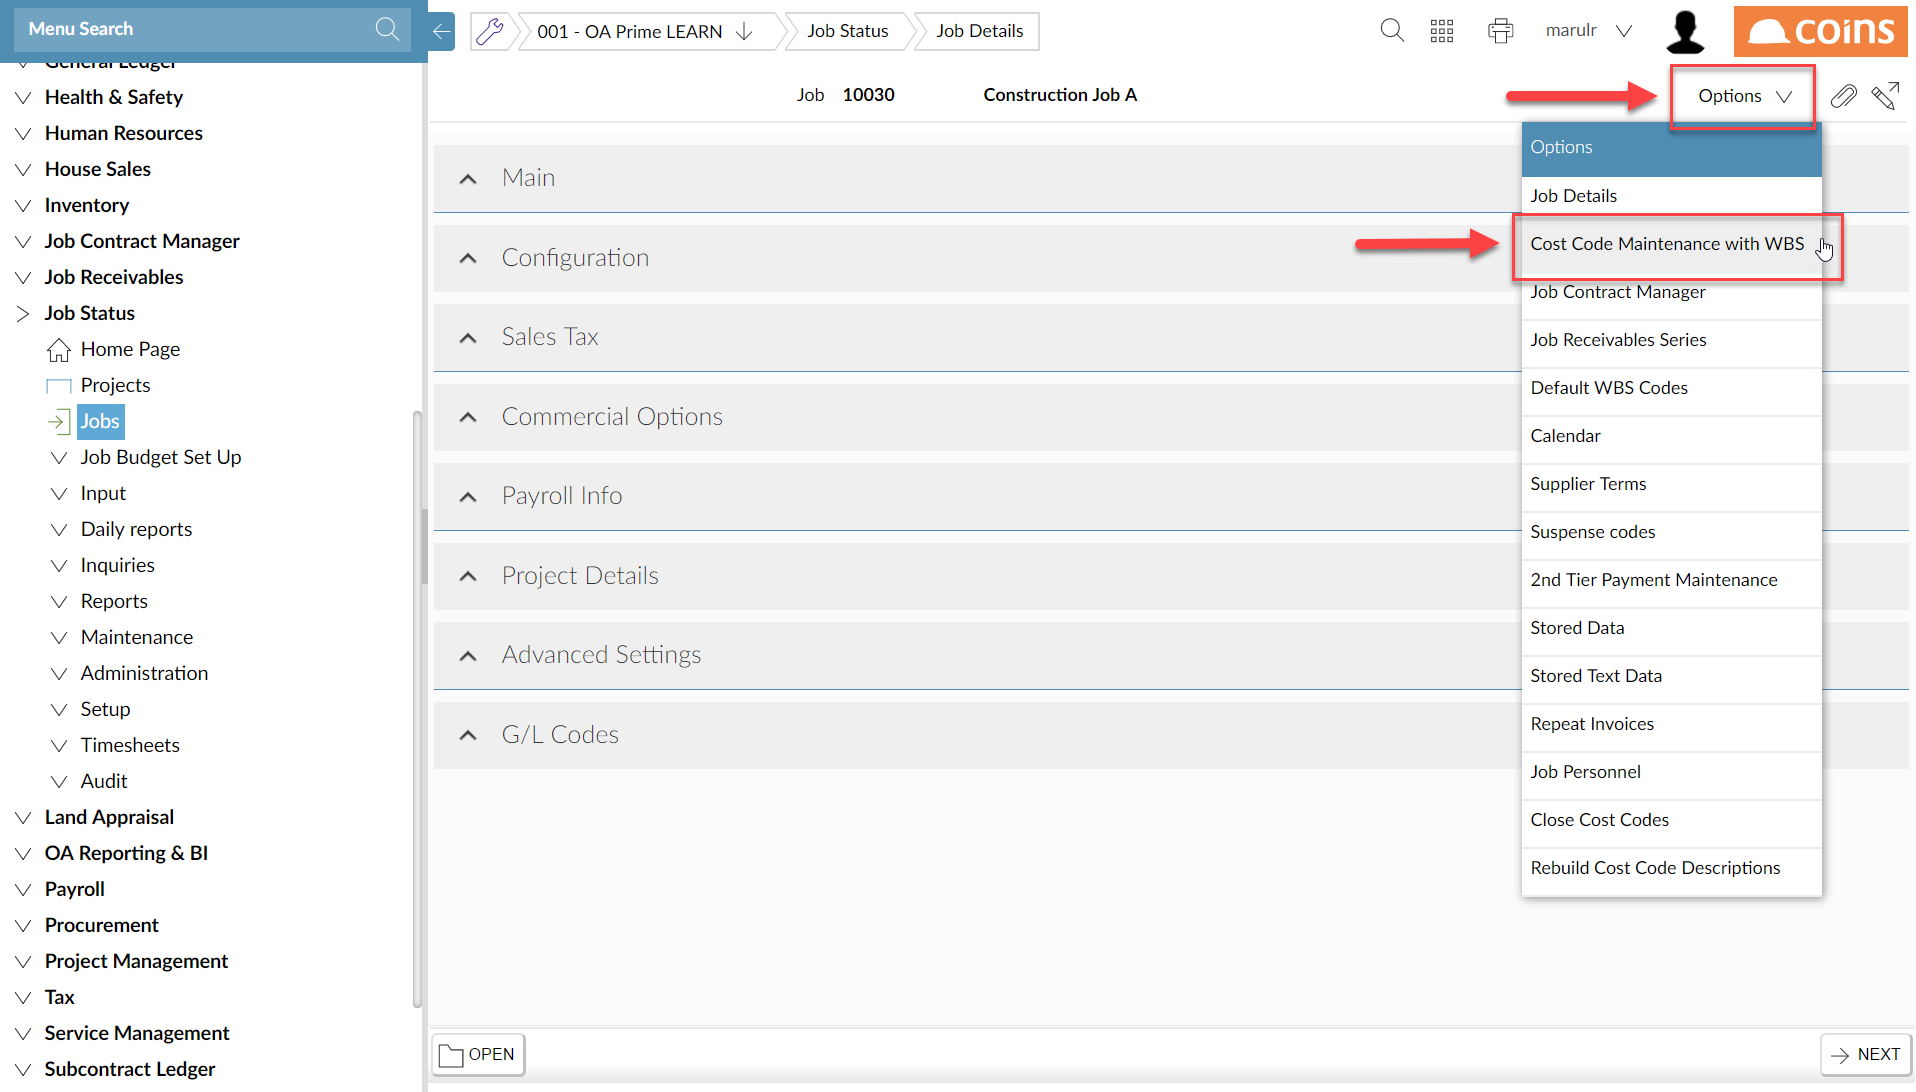 Menu Search
001 - OA Prime LEARN
Job Status
Job Details
marulr
coins
General Ledger
Health & Safety
Human Resources
House Sales
Inventory
Job Contract Manager
Job Receivables
Job Status
Home Page
Projects
Jobs
Job Budget Set Up
Input
Daily reports
Inquiries
Reports
Maintenance
Administration
Setup
Timesheets
Audit
Land Appraisal
OA Reporting & BI
Payroll
Procurement
Project Management
Tax
Service Management
Subcontract Ledger
Job 10030 Construction Job A
Options
Main
Configuration
Sales Tax
Commercial Options
Payroll Info
Project Details
Advanced Settings
G/L Codes
Options
Job Details
Cost Code Maintenance with WBS
Job Contract Manager
Job Receivables Series
Default WBS Codes
Calendar
Supplier Terms
Suspense codes
2nd Tier Payment Maintenance
Stored Data
Stored Text Data
Repeat Invoices
Job Personnel
Close Cost Codes
Rebuild Cost Code Descriptions
OPEN
NEXT